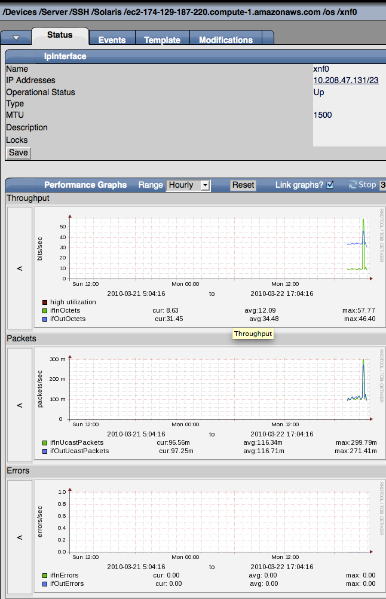 /Devices /Server /SSH /Solaris /ec2-174-129-187-220.compute-1.amazonaws.com /os /xnf0
Status Events Template Modifications
IpInterface
Name xnf0
IP Addresses 10.208.47.131/23
Operational Status Up
Type
MTU 1500
Description
Locks
Save
Performance Graphs Range Hourly Reset Link graphs? Stop 3
Throughput
bits/sec
50
40
30
20
10
0
Sun 12:00 Mon 00:00 Mon 12:00
2010-03-21 5:04:16 to 2010-03-22 17:04:16
high utilization
ifInOctets cur: 8.63 avg:12.09 max:57.77
ifOutOctets cur:31.45 avg:34.48 max:46.40
Throughput
Packets
packets/sec
300 m
200 m
100 m
0
Sun 12:00 Mon 00:00 Mon 12:00
2010-03-21 5:04:16 to 2010-03-22 17:04:16
ifInUcastPackets cur:96.56m avg:116.34m max:299.79m
ifOutUcastPackets cur: 97.25m avg:116.71m max:271.41m
Errors
errors/sec
1.0
0.8
0.6
0.4
0.2
0.0
Sun 12:00 Mon 00:00 Mon 12:00
2010-03-21 5:04:16 to 2010-03-22 17:04:16
ifInErrors cur: 0.00 avg: 0.00 max: 0.00
ifOutErrors cur: 0.00 avg: 0.00 max: 0.00